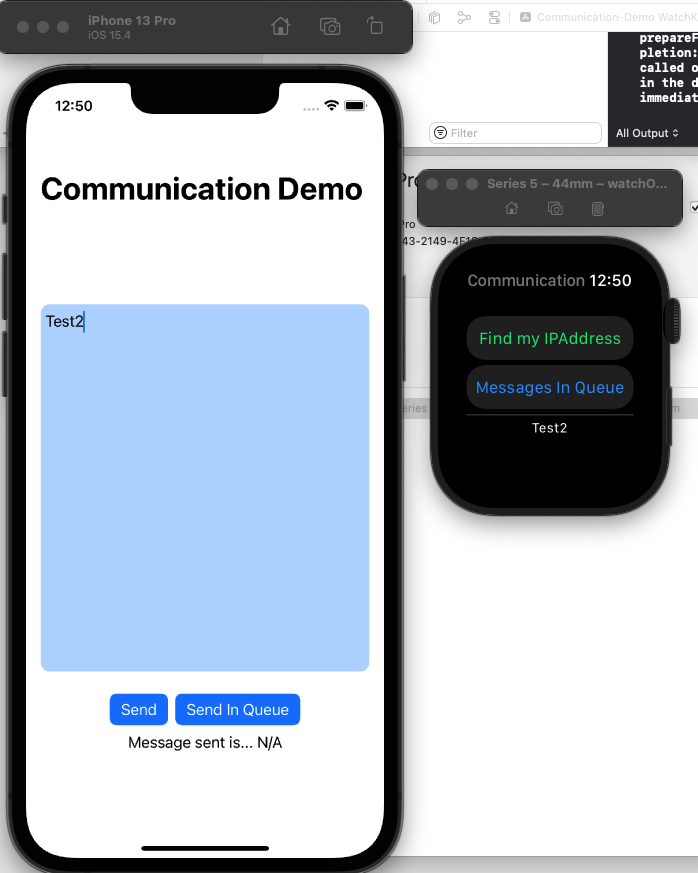 iPhone 13 Pro
iOS 15.4
Communication-Demo WatchK
prepareF
pletion:
called o
in the d
immediat
Filter
All Output
12:50
Communication Demo
Test2
Send
Send In Queue
Message sent is... N/A
Pro
Series 5 – 44mm – watchO...
Pro
43-2149-4F1
eries
m
Communication 12:50
Find my IPAddress
Messages In Queue
Test2